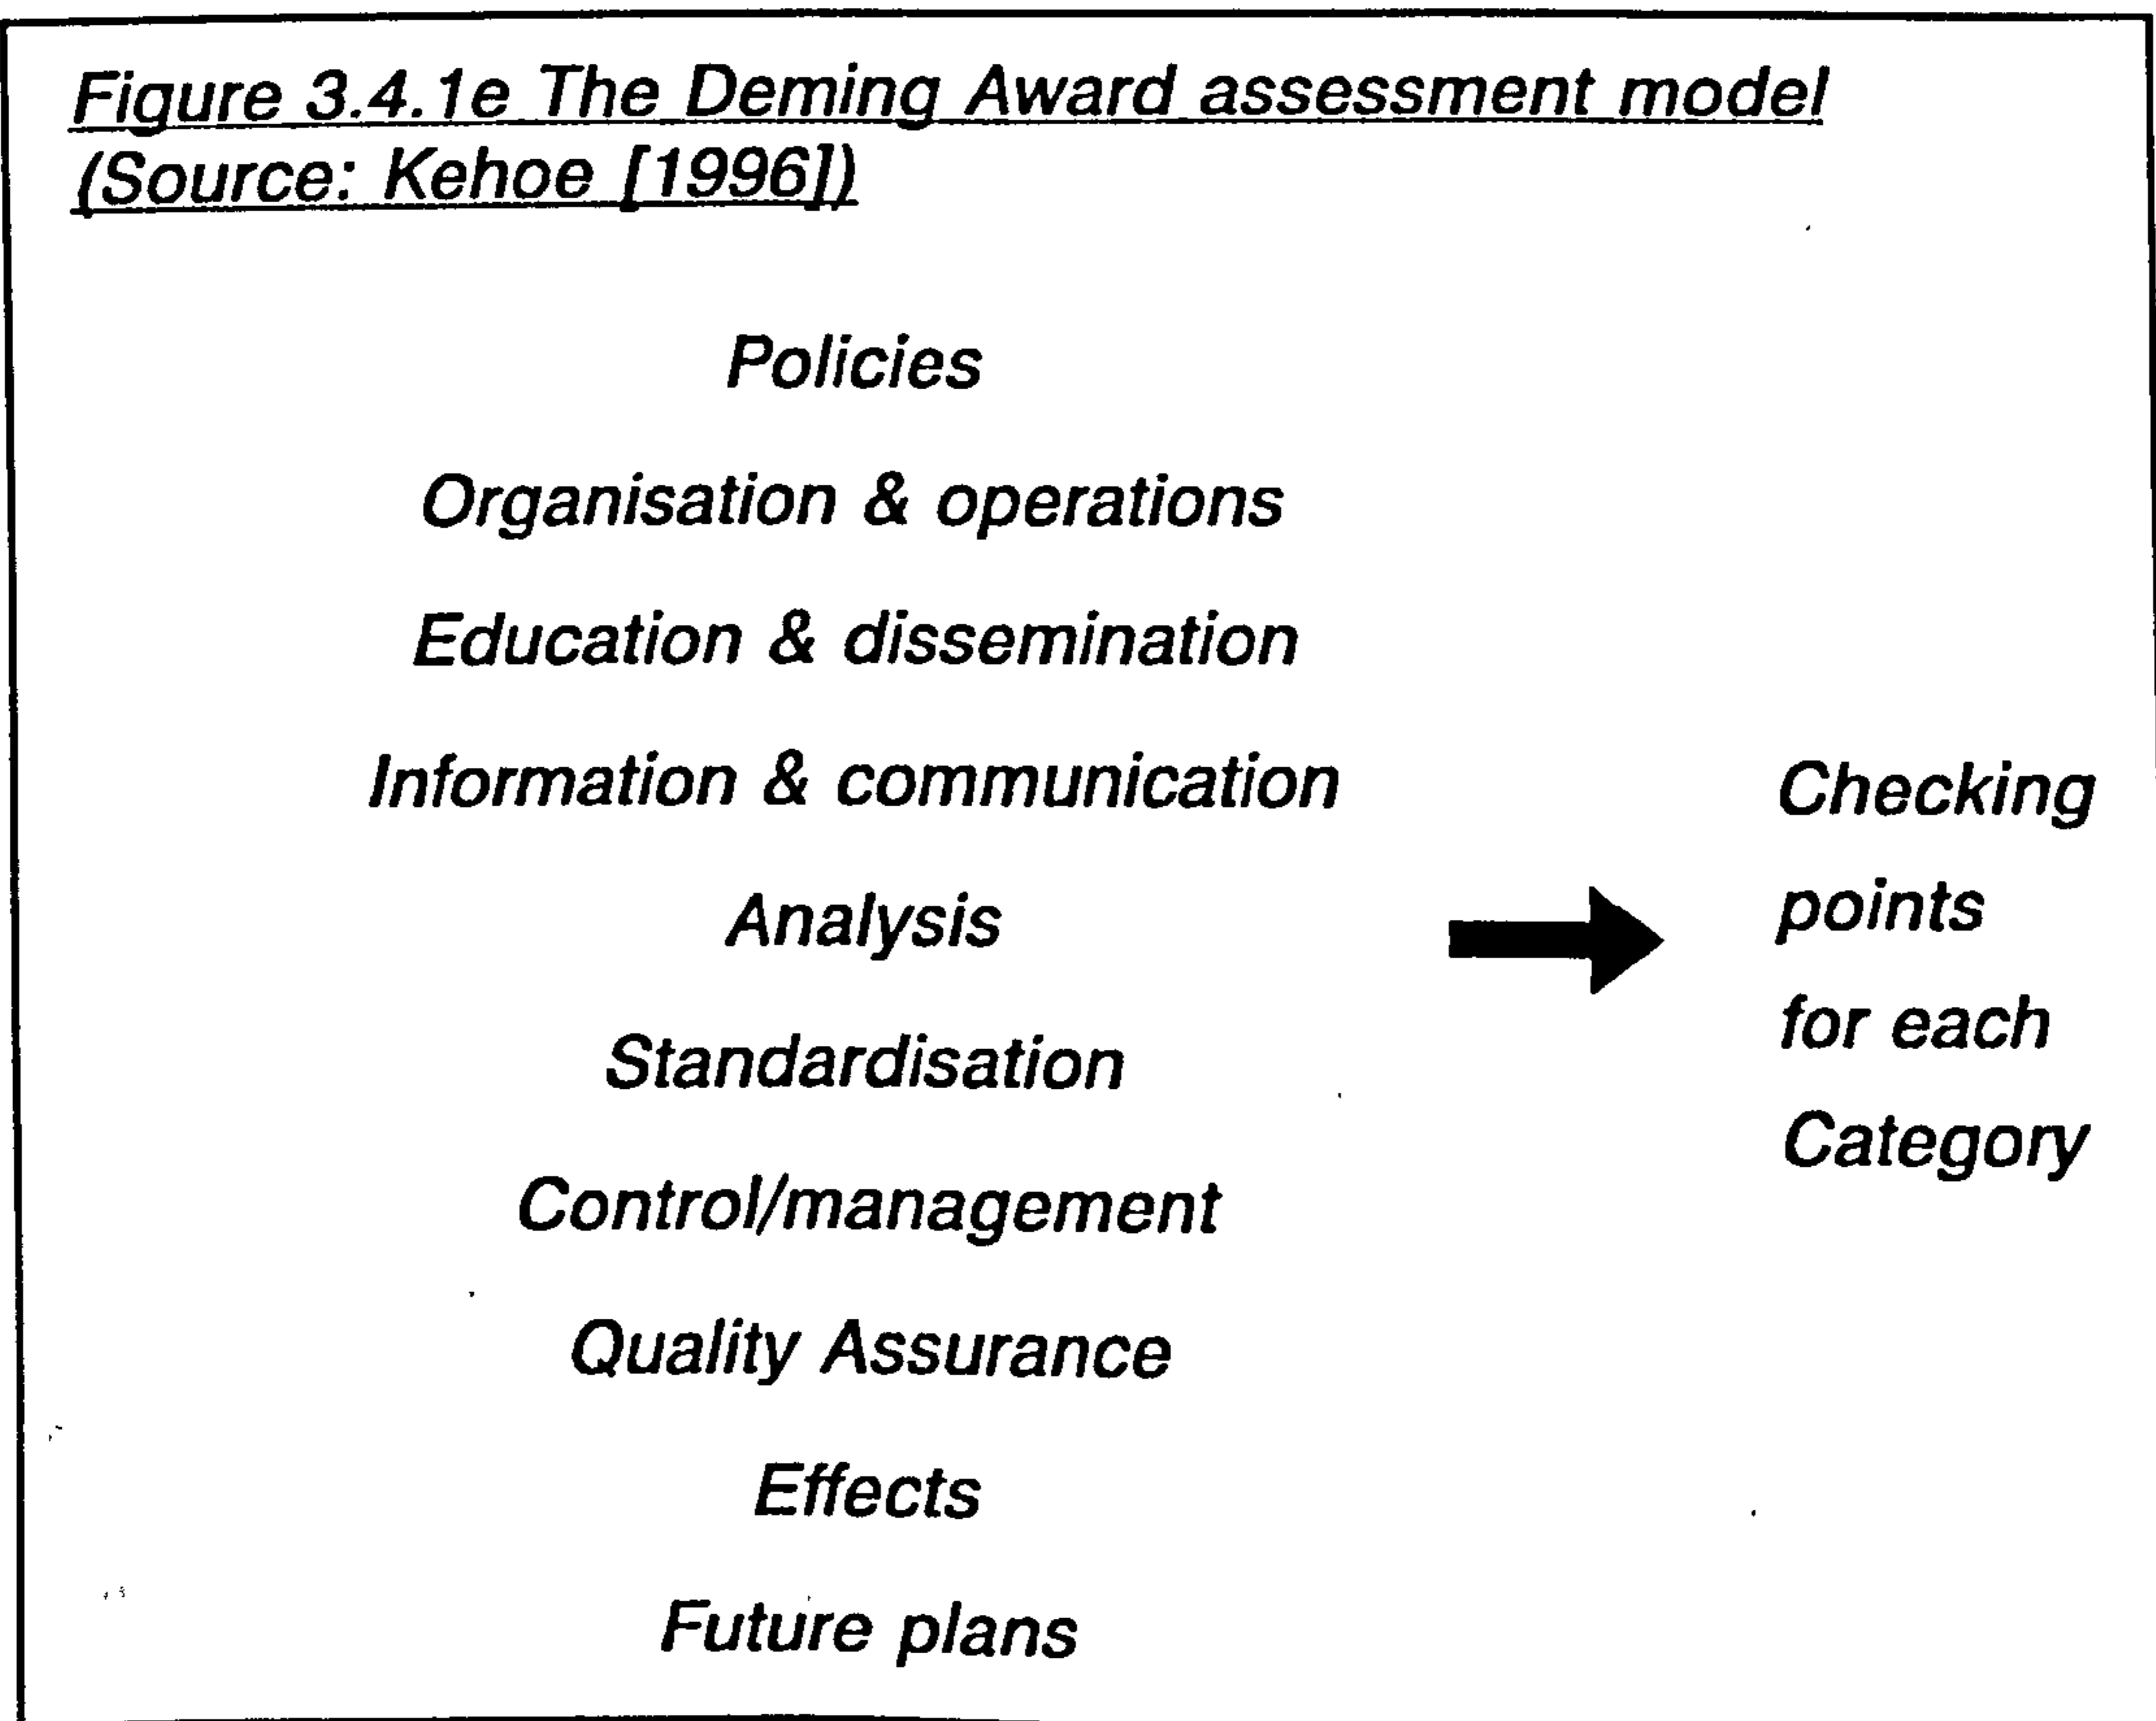 Figure 3.4.1e The Deming Award assessment model
(Source: Kehoe [1996])
Policies
Organisation & operations
Education & dissemination
Information & communication
Analysis
Standardisation
Control/management
Quality Assurance
Effects
Future plans
Checking
points
for each
Category